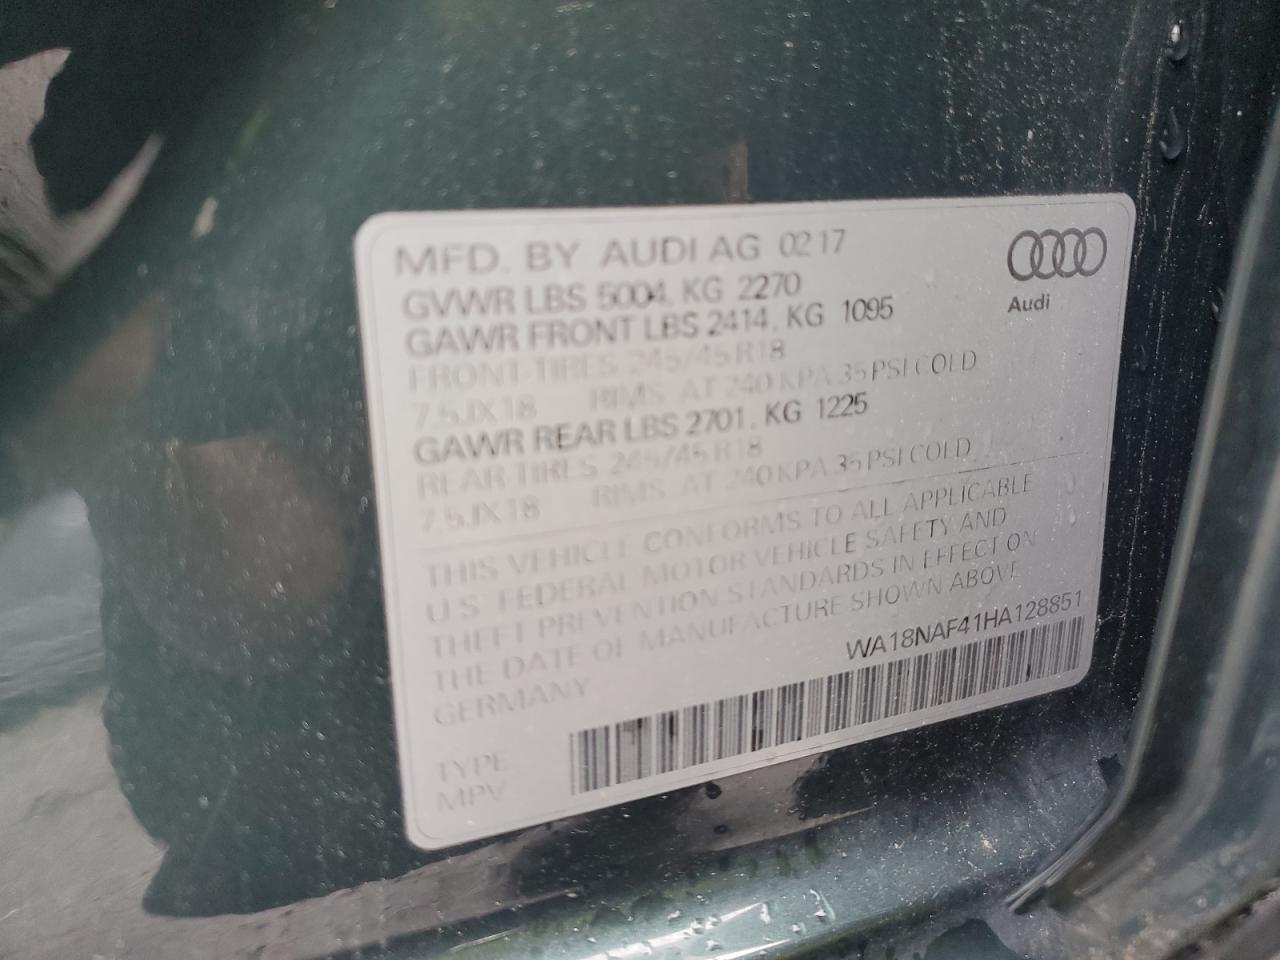 MFD. BY AUDI AG 02 17
GVWR LBS 5004, KG 2270
GAWR FRONT LBS 2414, KG 1095
FRONT-TIRES 245/45 R18
7.5JX18 RIMS AT 240 KPA 35 PSI COLD
GAWR REAR LBS 2701, KG 1225
REAR-TIRES 245/45 R18
7.5JX18 RIMS AT 240 KPA 35 PSI COLD
THIS VEHICLE CONFORMS TO ALL APPLICABLE
U.S. FEDERAL MOTOR VEHICLE SAFETY AND
THEFT PREVENTION STANDARDS IN EFFECT ON
THE DATE OF MANUFACTURE SHOWN ABOVE
GERMANY
WA18NAF41HA128851
TYPE
MPV
Audi